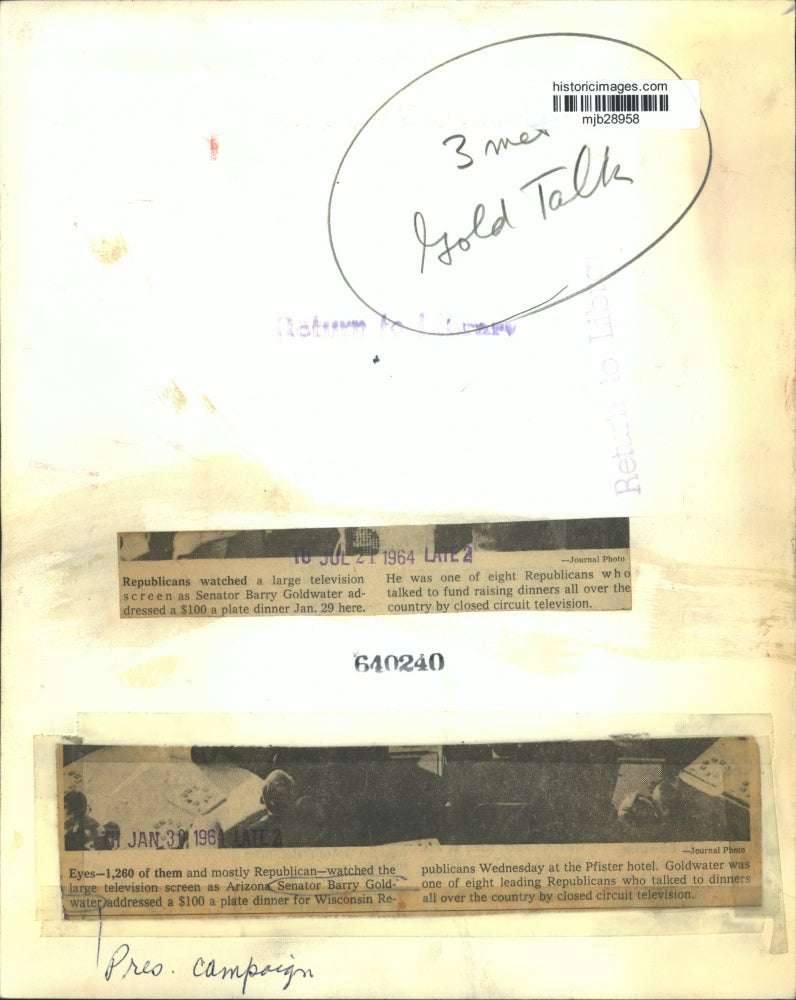 historicimages.com
mjb28958
3 men
Gold Talk
Return to Library
Return to Libr
10 JUL 21 1964 LATE 2
—Journal Photo
Republicans watched a large television
screen as Senator Barry Goldwater ad-
dressed a $100 a plate dinner Jan. 29 here.
He was one of eight Republicans who
talked to fund raising dinners all over the
country by closed circuit television.
640240
JAN 30 1964 LATE 2
—Journal Photo
Eyes—1,260 of them and mostly Republican—watched the
large television screen as Arizona Senator Barry Gold-
water addressed a $100 a plate dinner for Wisconsin Re-
publicans Wednesday at the Pfister hotel. Goldwater was
one of eight leading Republicans who talked to dinners
all over the country by closed circuit television.
Pres. campaign